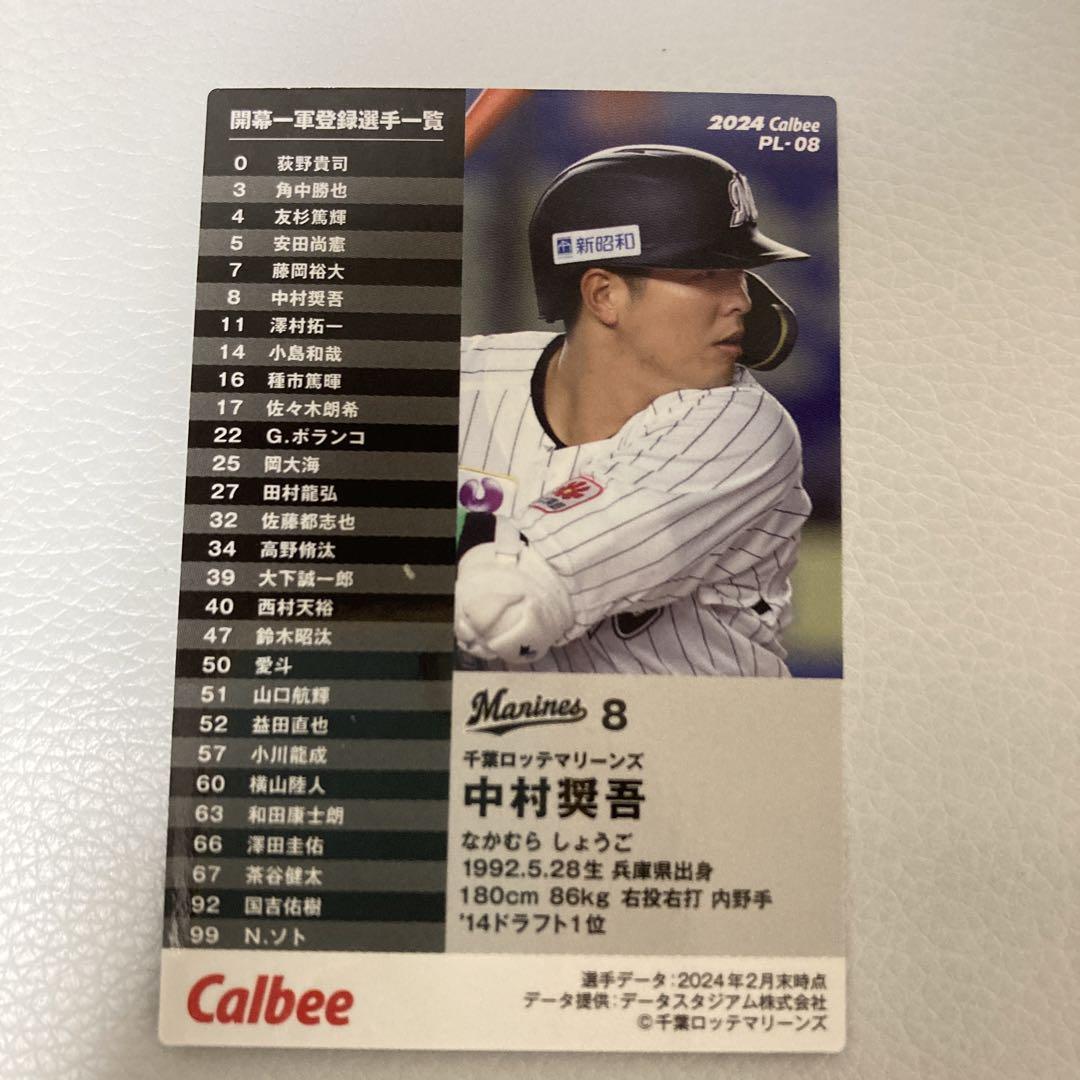 開幕一軍登録選手一覧
0 荻野貴司
3 角中勝也
4 友杉篤輝
5 安田尚憲
7 藤岡裕大
8 中村奨吾
11 澤村拓一
14 小島和哉
16 種市篤暉
17 佐々木朗希
22 G.ポランコ
25 岡大海
27 田村龍弘
32 佐藤都志也
34 高野脩汰
39 大下誠一郎
40 西村天裕
47 鈴木昭汰
50 愛斗
51 山口航輝
52 益田直也
57 小川龍成
60 横山陸人
63 和田康士朗
66 澤田圭佑
67 茶谷健太
92 国吉佑樹
99 N.ソト
2024 Calbee
PL-08
M
新昭和
Marines 8
千葉ロッテマリーンズ
中村奨吾
なかむら しょうご
1992.5.28生 兵庫県出身
180cm 86kg 右投右打 内野手
'14ドラフト1位
Calbee
選手データ:2024年2月末時点
データ提供:データスタジアム株式会社
©千葉ロッテマリーンズ